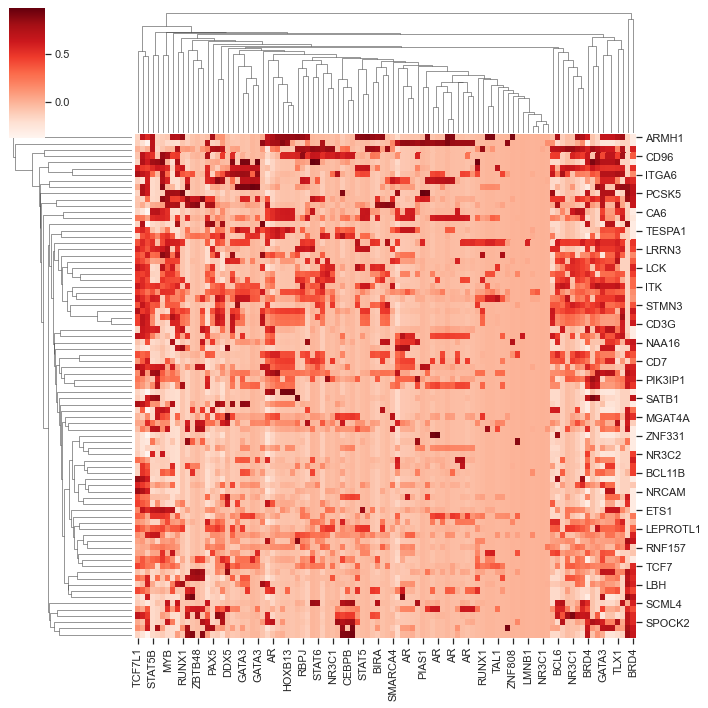 0.5
0.0
ARMH1
CD96
ITGA6
PCSK5
CA6
TESPA1
LRRN3
LCK
ITK
STMN3
CD3G
NAA16
CD7
PIK3IP1
SATB1
MGAT4A
ZNF331
NR3C2
BCL11B
NRCAM
ETS1
LEPROTL1
RNF157
TCF7
LBH
SCML4
SPOCK2
TCF7L1
STAT5B
MYB
RUNX1
ZBTB48
PAX5
DDX5
GATA3
GATA3
AR
HOXB13
RBPJ
STAT6
NR3C1
CEBPB
STAT5
BIRA
SMARCA4
AR
PIAS1
AR
AR
AR
RUNX1
TAL1
ZNF808
LMNB1
NR3C1
BCL6
NR3C1
BRD4
GATA3
TLX1
BRD4